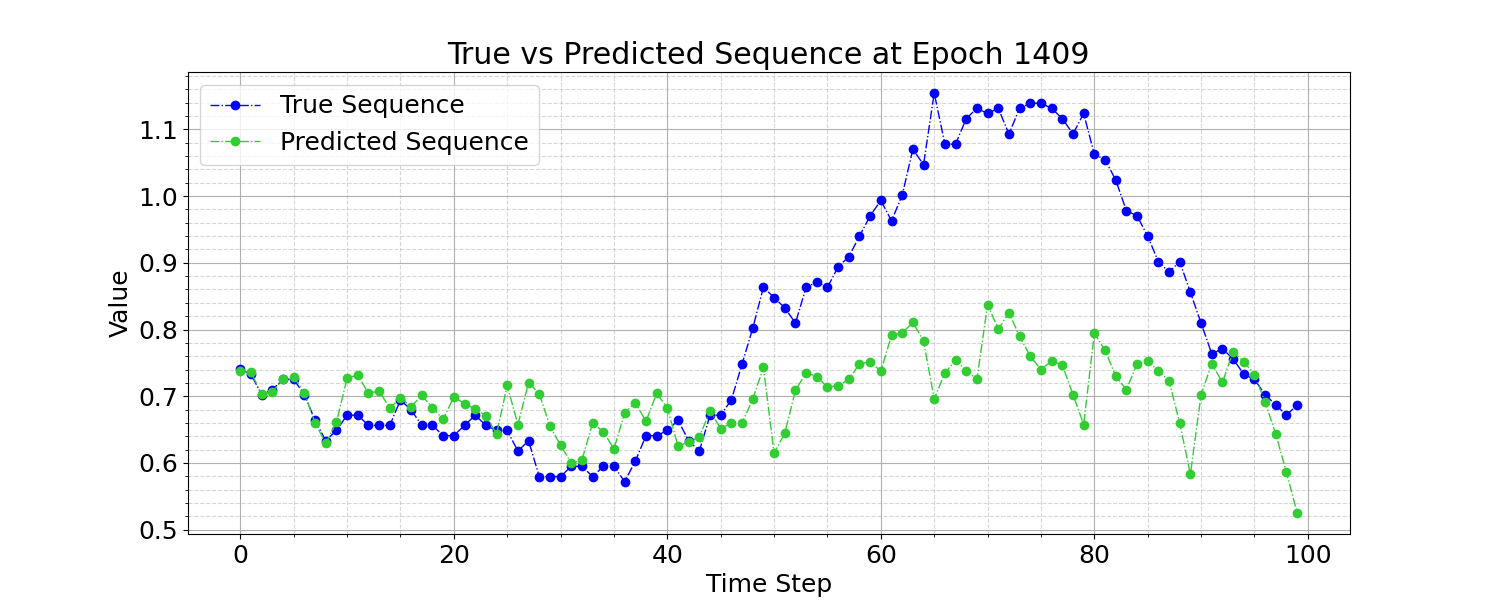 True vs Predicted Sequence at Epoch 1409
True Sequence
Predicted Sequence
Value
1.1
1.0
0.9
0.8
0.7
0.6
0.5
0 20 40 60 80 100
Time Step